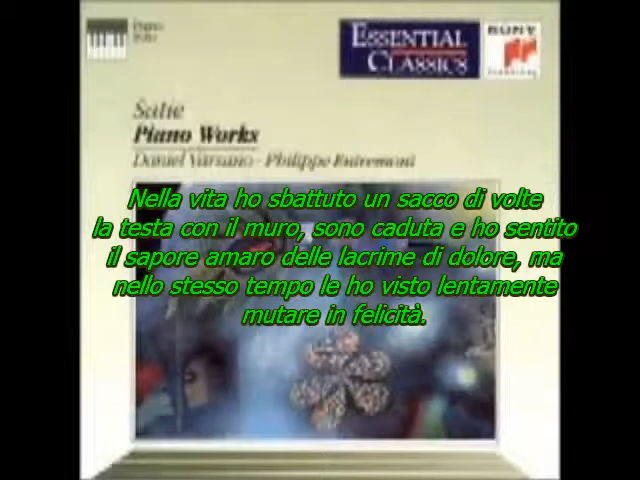 Piano
ESSENTIAL
CLASSICS
SONY
Satie
Piano Works
Daniel Varsano - Philippe Entremont
Nella vita ho sbattuto un sacco di volte
la testa con il muro, sono caduta e ho sentito
il sapore amaro delle lacrime di dolore, ma
nello stesso tempo le ho visto lentamente
mutare in felicità.